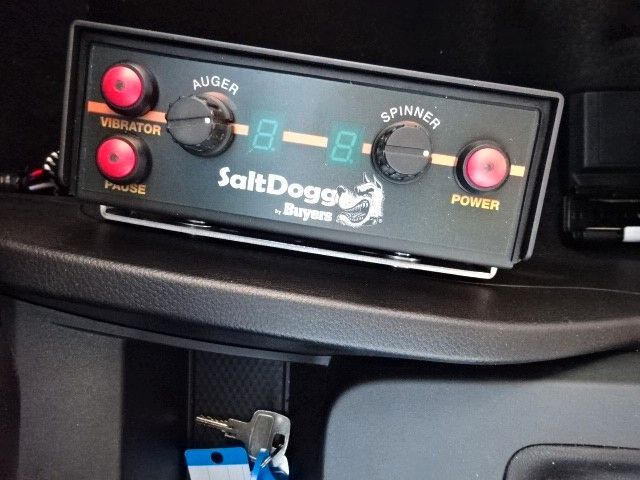 AUGER
SPINNER
VIBRATOR
PAUSE
SaltDogg
by Buyers
POWER